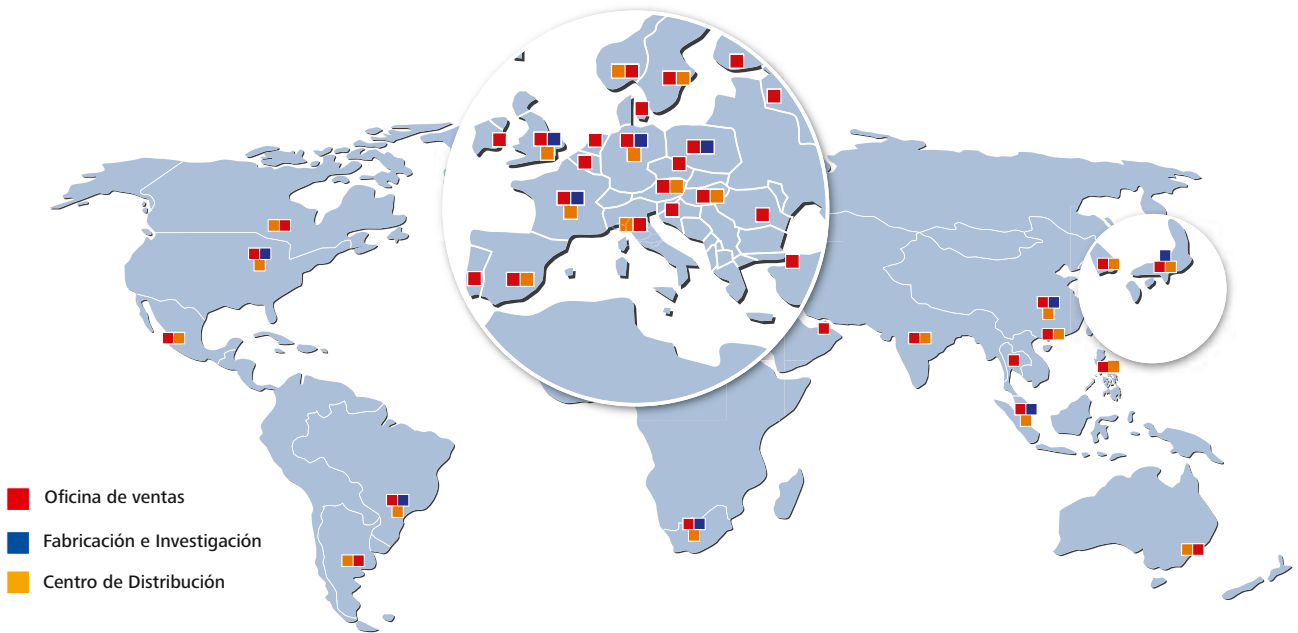 Oficina de ventas
Fabricación e Investigación
Centro de Distribución